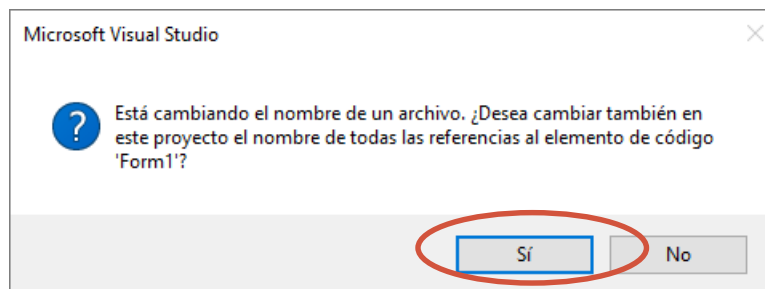 Microsoft Visual Studio
Está cambiando el nombre de un archivo. ¿Desea cambiar también en
este proyecto el nombre de todas las referencias al elemento de código
'Form1'?
Sí
No